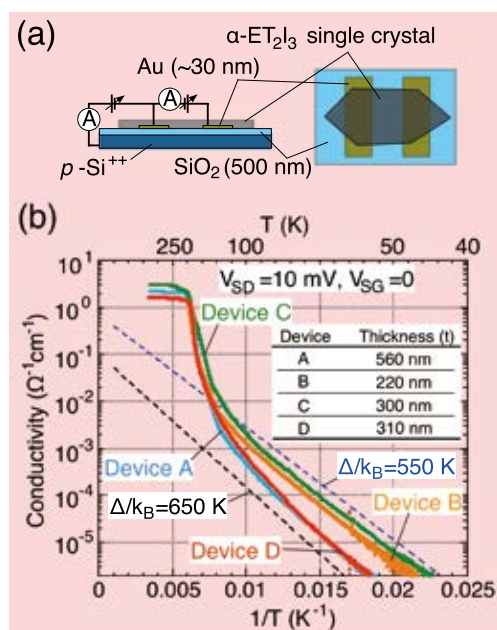 (a)
α-ET2I3 single crystal
Au (~30 nm)
A
A
p -Si++
SiO2 (500 nm)
(b)
T (K)
250
100
50
40
10^1
10^0
10^-1
10^-2
10^-3
10^-4
10^-5
Conductivity (Ω^-1cm^-1)
VSD =10 mV, VSG=0
Device C
Device Thickness (t)
A 560 nm
B 220 nm
C 300 nm
D 310 nm
Device A
Δ/kB=550 K
Δ/kB=650 K
Device B
Device D
0 0.005 0.01 0.015 0.02 0.025
1/T (K^-1)